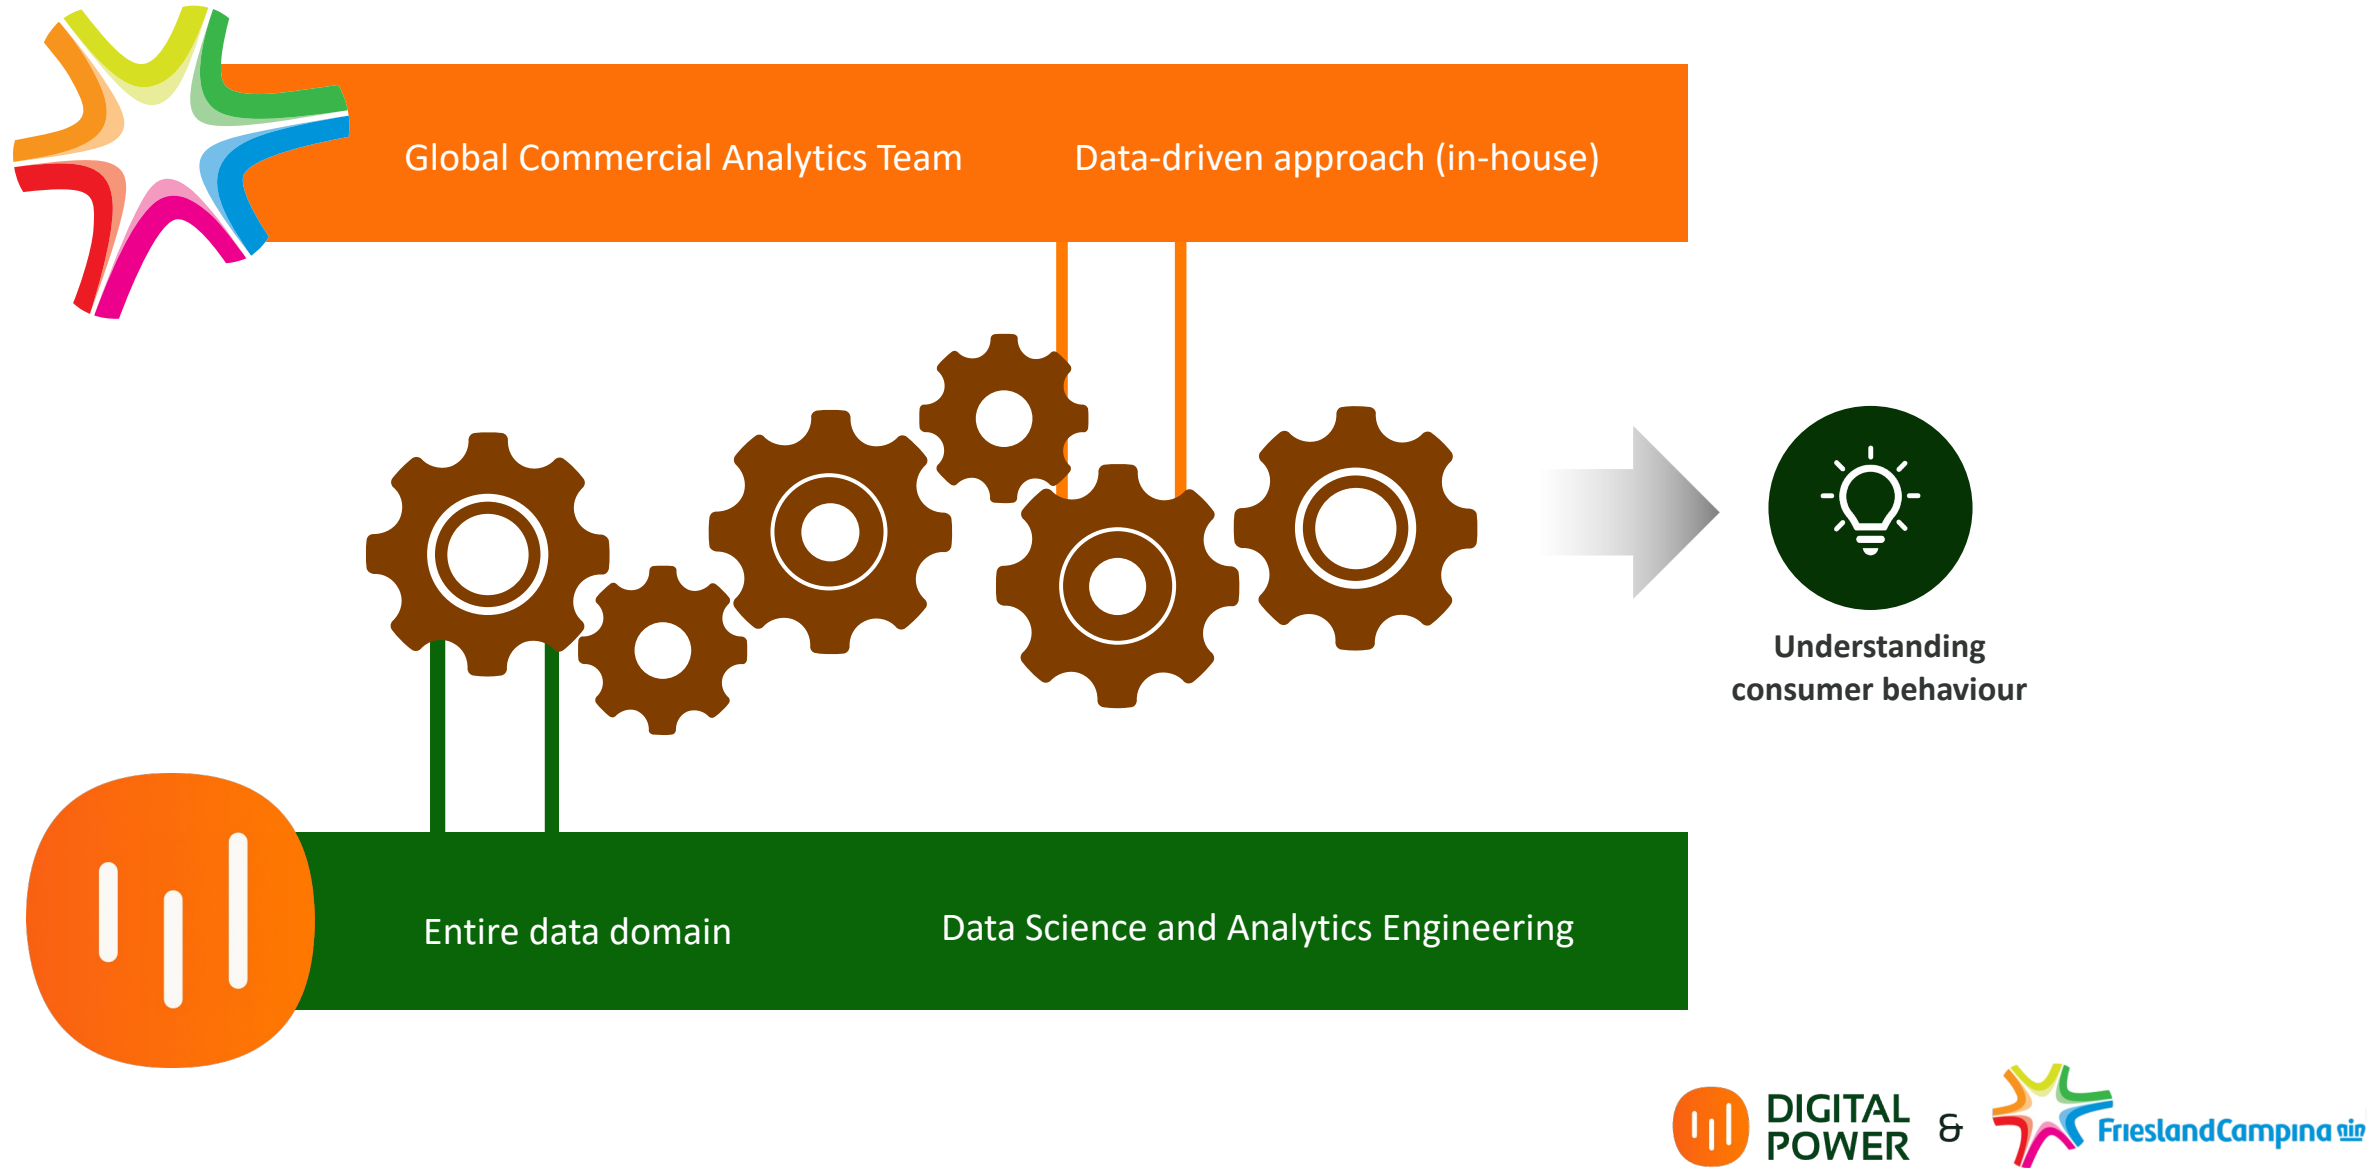 Global Commercial Analytics Team
Data-driven approach (in-house)
Understanding
consumer behaviour
Entire data domain
Data Science and Analytics Engineering
DIGITAL
POWER
&
FrieslandCampina